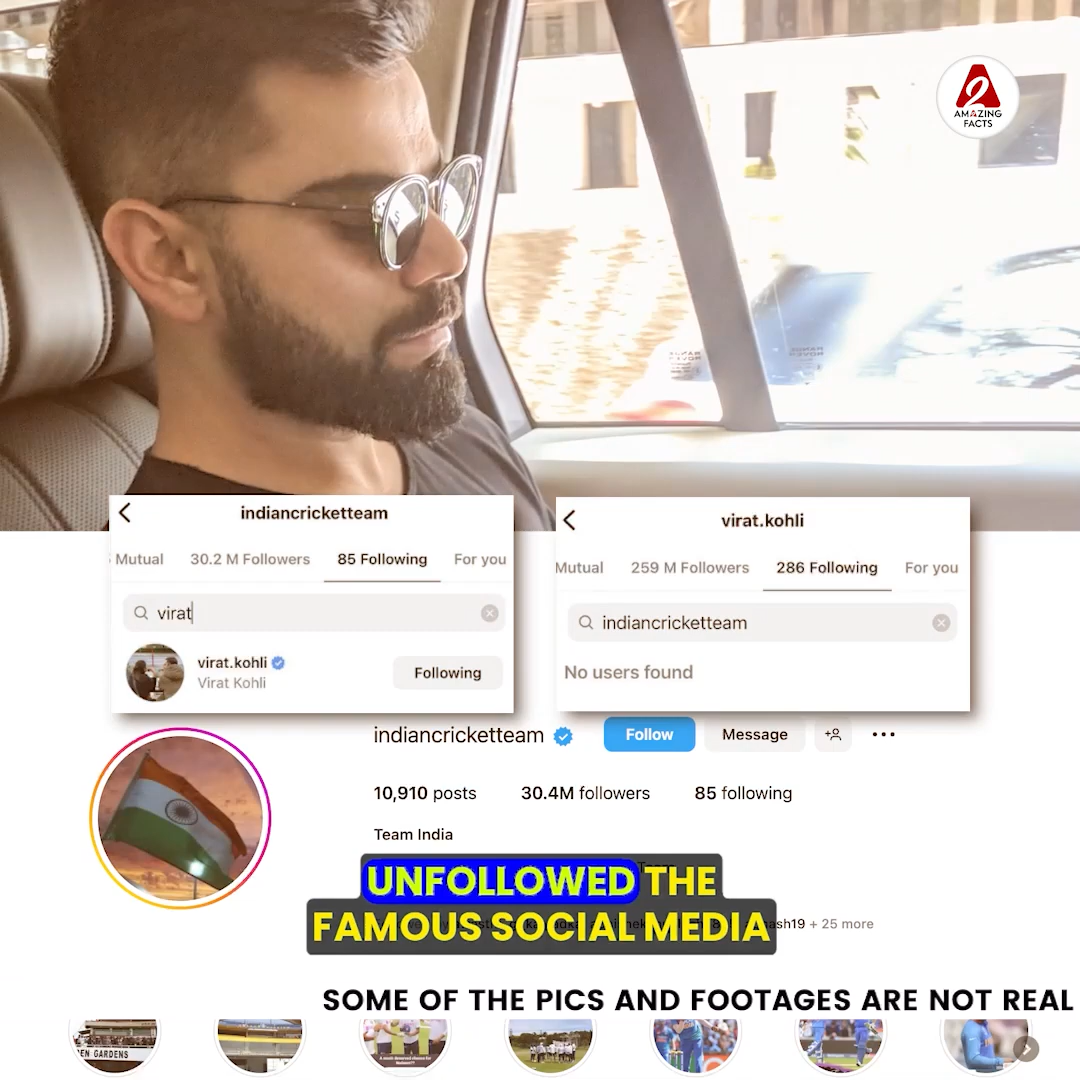 2
AMAZING
FACTS
indiancricketteam
Mutual 30.2 M Followers 85 Following For you
virat
virat.kohli
Virat Kohli
Following
virat.kohli
Mutual 259 M Followers 286 Following For you
indiancricketteam
No users found
indiancricketteam Follow Message
10,910 posts 30.4M followers 85 following
Team India
UNFOLLOWED THE
FAMOUS SOCIAL MEDIA
+ 25 more
SOME OF THE PICS AND FOOTAGES ARE NOT REAL
EN GARDENS